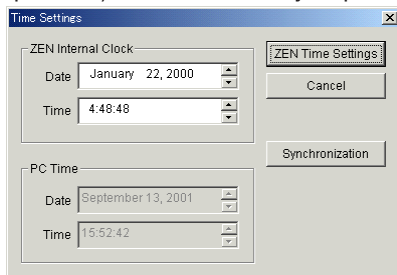 Time Settings
ZEN Internal Clock
Date January 22, 2000
Time 4:48:48
ZEN Time Settings
Cancel
Synchronization
PC Time
Date September 13, 2001
Time 15:52:42